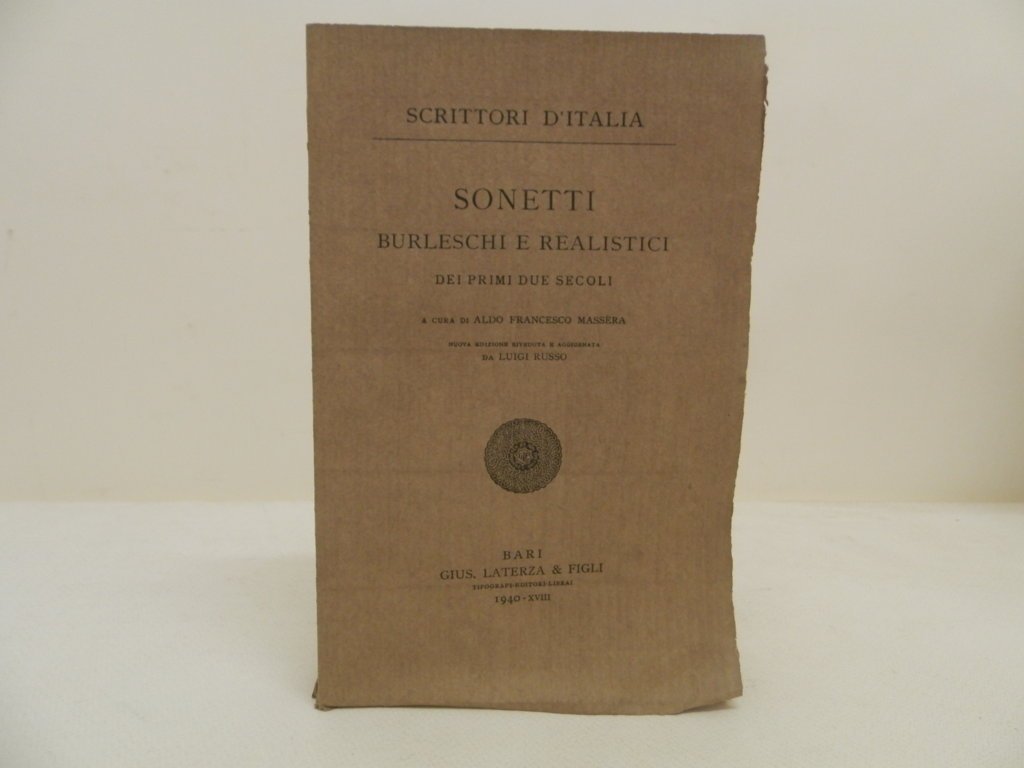 SCRITTORI D'ITALIA
SONETTI
BURLESCHI E REALISTICI
DEI PRIMI DUE SECOLI
A CURA DI ALDO FRANCESCO MASSÈRA
NUOVA EDIZIONE RIVEDUTA E AGGIORNATA
DA LUIGI RUSSO
BARI
GIUS. LATERZA & FIGLI
TIPOGRAFI-EDITORI-LIBRAI
1940-XVIII